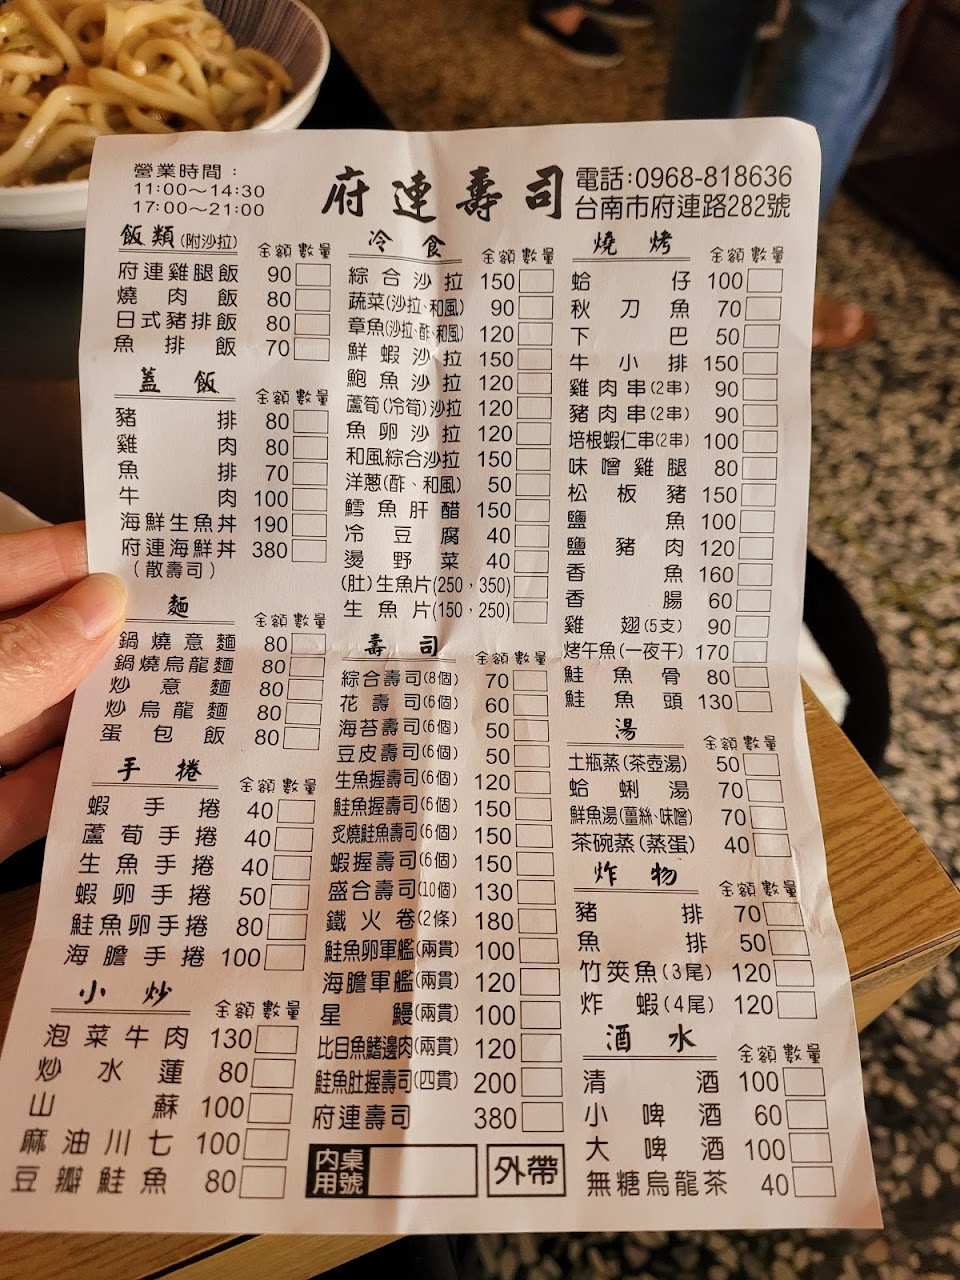 營業時間：
11:00～14:30
17:00～21:00
府連壽司
電話:0968-818636
台南市府連路282號
飯類(附沙拉) 金額 數量
府連雞腿飯 90
燒肉飯 80
日式豬排飯 80
魚排飯 70
蓋飯 金額 數量
豬排 80
雞肉 80
魚排 70
牛肉 100
海鮮生魚丼 190
府連海鮮丼 380
(散壽司)
麵 金額 數量
鍋燒意麵 80
鍋燒烏龍麵 80
炒意麵 80
炒烏龍麵 80
蛋包飯 80
手捲 金額 數量
蝦手捲 40
蘆荀手捲 40
生魚手捲 40
蝦卵手捲 50
鮭魚卵手捲 80
海膽手捲 100
小炒 金額 數量
泡菜牛肉 130
炒水蓮 80
山蘇 100
麻油川七 100
豆瓣鮭魚 80
冷食 金額 數量
綜合沙拉 150
蔬菜(沙拉、和風) 90
章魚(沙拉、酢、和風) 120
鮮蝦沙拉 150
鮑魚沙拉 120
蘆筍(冷筍)沙拉 120
魚卵沙拉 120
和風綜合沙拉 150
洋蔥(酢、和風) 50
鱈魚肝醋 150
冷豆腐 40
燙野菜 40
(肚)生魚片(250，350)
生魚片(150，250)
壽司 金額 數量
綜合壽司(8個) 70
花壽司(6個) 60
海苔壽司(6個) 50
豆皮壽司(6個) 50
生魚握壽司(6個) 120
鮭魚握壽司(6個) 150
炙燒鮭魚壽司(6個) 150
蝦握壽司(6個) 150
盛合壽司(10個) 130
鐵火卷(2條) 180
鮭魚卵軍艦(兩貫) 100
海膽軍艦(兩貫) 120
星鰻(兩貫) 100
比目魚鰭邊肉(兩貫) 120
鮭魚肚握壽司(四貫) 200
府連壽司 380
內用 桌號
外帶
燒烤 金額 數量
蛤仔 100
秋刀魚 70
下巴 50
牛小排 150
雞肉串(2串) 90
豬肉串(2串) 90
培根蝦仁串(2串) 100
味噌雞腿 80
松板豬 150
鹽魚 100
鹽豬肉 120
香魚 160
香腸 60
雞翅(5支) 90
烤午魚(一夜干) 170
鮭魚骨 80
鮭魚頭 130
湯 金額 數量
土瓶蒸(茶壺湯) 50
蛤蜊湯 70
鮮魚湯(薑絲、味噌) 70
茶碗蒸(蒸蛋) 40
炸物 金額 數量
豬排 70
魚排 50
竹筴魚(3尾) 120
炸蝦(4尾) 120
酒水 金額 數量
清酒 100
小啤酒 60
大啤酒 100
無糖烏龍茶 40